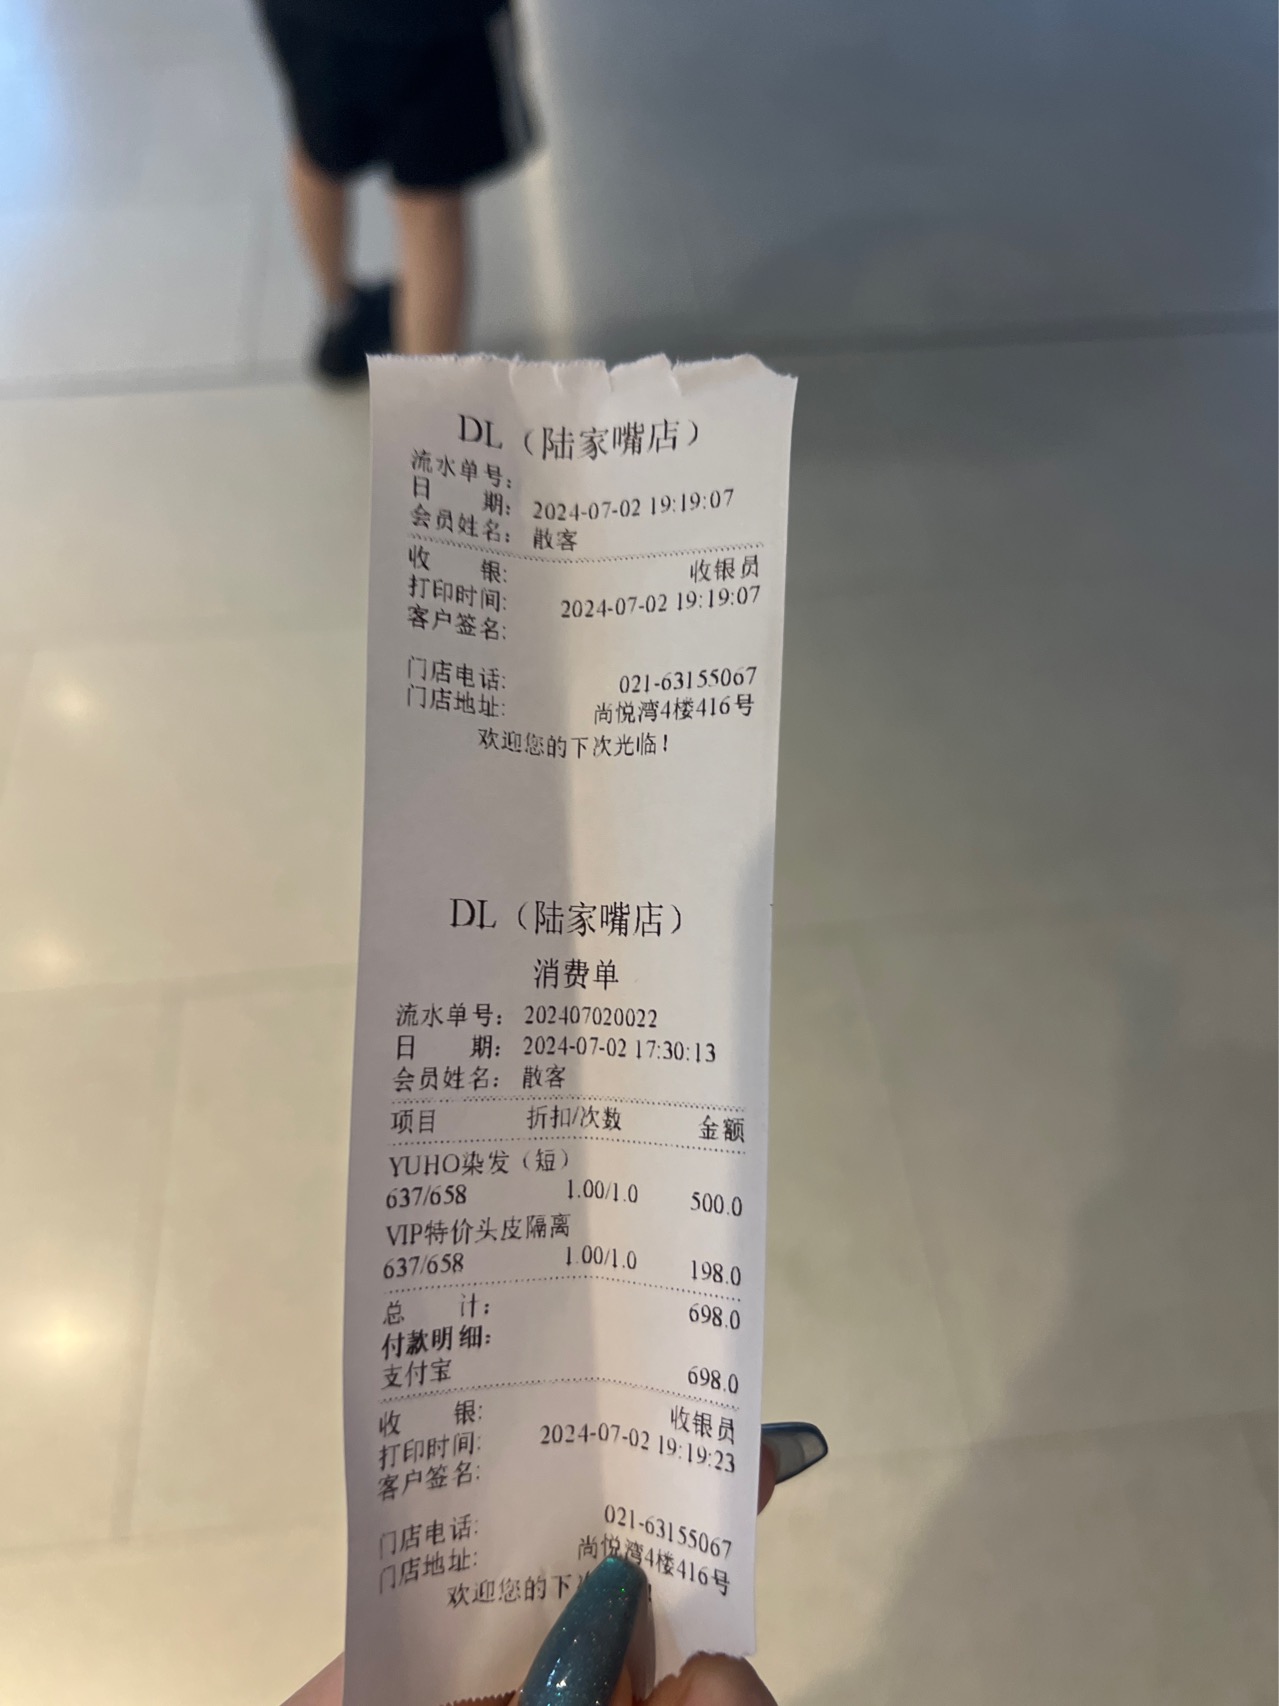 DL（陆家嘴店）
流水单号：
日 期： 2024-07-02 19:19:07
会员姓名： 散客
收 银: 收银员
打印时间: 2024-07-02 19:19:07
客户签名:
门店电话: 021-63155067
门店地址: 尚悦湾4楼416号
欢迎您的下次光临！
DL（陆家嘴店）
消费单
流水单号： 202407020022
日 期： 2024-07-02 17:30:13
会员姓名： 散客
项目 折扣/次数 金额
YUHO染发（短）
637/658 1.00/1.0 500.0
VIP特价头皮隔离
637/658 1.00/1.0 198.0
总 计： 698.0
付款明细：
支付宝 698.0
收 银: 收银员
打印时间: 2024-07-02 19:19:23
客户签名:
门店电话: 021-63155067
门店地址: 尚悦湾4楼416号
欢迎您的下 ！